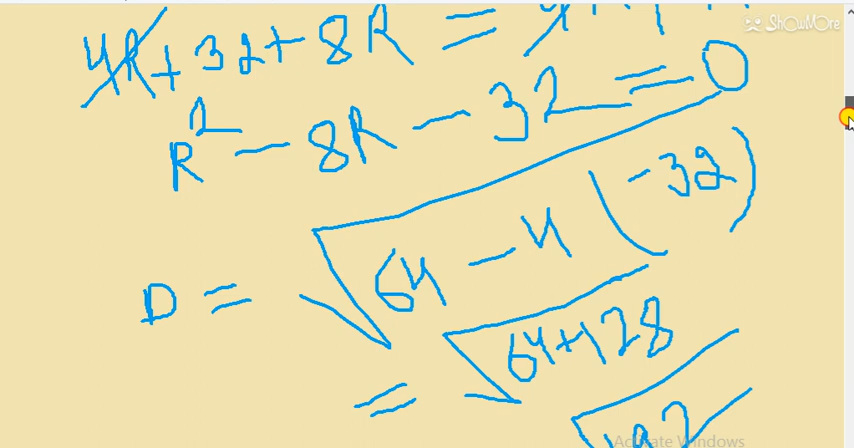 ShowMore
4R + 32 + 8R =
R² - 8R - 32 = 0
D = √64 - 4(-32)
= √64+128
Activate Windows